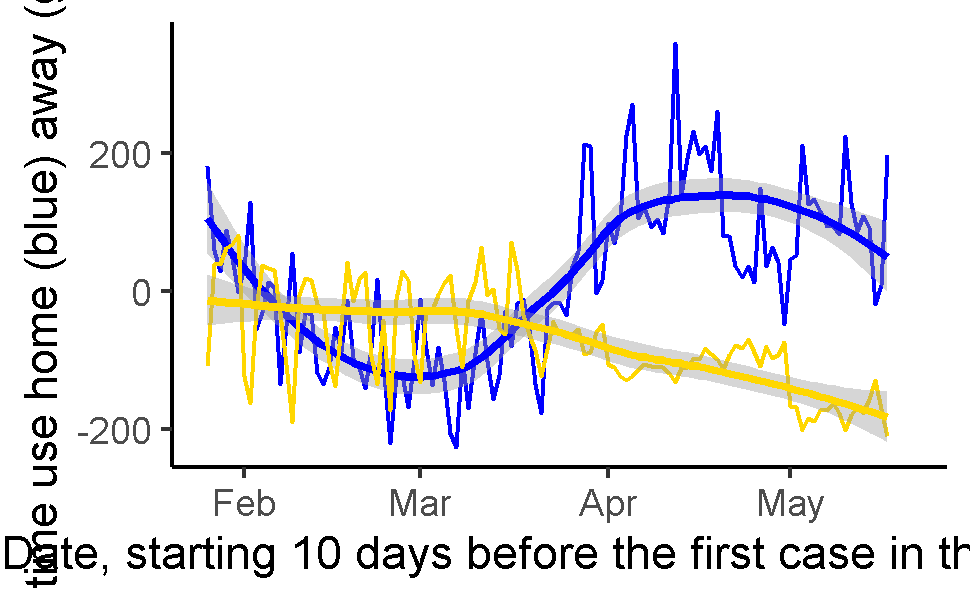 time use home (blue) away (
200
0
-200
Feb Mar Apr May
Date, starting 10 days before the first case in th